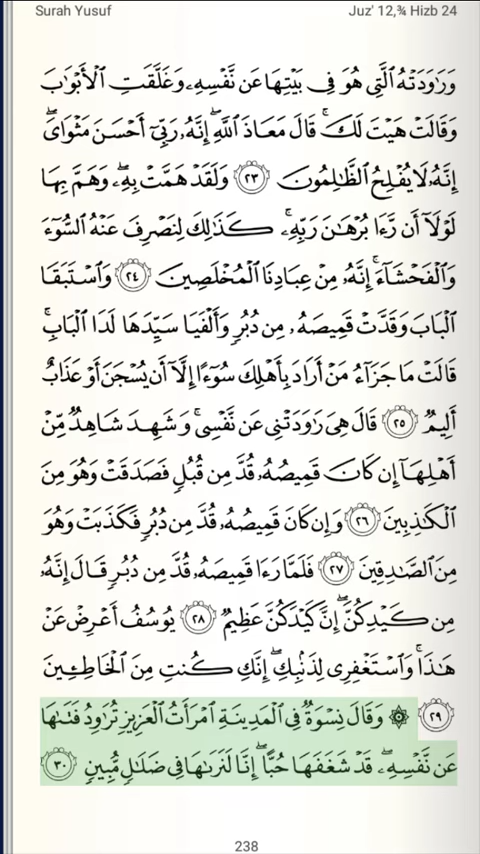 Surah Yusuf Juz' 12,¾ Hizb 24
وَرَٰوَدَتْهُ ٱلَّتِى هُوَ فِى بَيْتِهَا عَن نَّفْسِهِۦ وَغَلَّقَتِ ٱلْأَبْوَٰبَ
وَقَالَتْ هَيْتَ لَكَ ۚ قَالَ مَعَاذَ ٱللَّهِ ۖ إِنَّهُۥ رَبِّىٓ أَحْسَنَ مَثْوَاىَ ۖ
إِنَّهُۥ لَا يُفْلِحُ ٱلظَّٰلِمُونَ ٢٣ وَلَقَدْ هَمَّتْ بِهِۦ ۖ وَهَمَّ بِهَا
لَوْلَآ أَن رَّءَا بُرْهَٰنَ رَبِّهِۦ ۚ كَذَٰلِكَ لِنَصْرِفَ عَنْهُ ٱلسُّوٓءَ
وَٱلْفَحْشَآءَ ۚ إِنَّهُۥ مِنْ عِبَادِنَا ٱلْمُخْلَصِينَ ٢٤ وَٱسْتَبَقَا
ٱلْبَابَ وَقَدَّتْ قَمِيصَهُۥ مِن دُبُرٍ وَأَلْفَيَا سَيِّدَهَا لَدَا ٱلْبَابِ ۚ
قَالَتْ مَا جَزَآءُ مَنْ أَرَادَ بِأَهْلِكَ سُوٓءًا إِلَّآ أَن يُسْجَنَ أَوْ عَذَابٌ
أَلِيمٌ ٢٥ قَالَ هِىَ رَٰوَدَتْنِى عَن نَّفْسِى ۚ وَشَهِدَ شَاهِدٌ مِّنْ
أَهْلِهَآ إِن كَانَ قَمِيصُهُۥ قُدَّ مِن قُبُلٍ فَصَدَقَتْ وَهُوَ مِنَ
ٱلْكَٰذِبِينَ ٢٦ وَإِن كَانَ قَمِيصُهُۥ قُدَّ مِن دُبُرٍ فَكَذَبَتْ وَهُوَ
مِنَ ٱلصَّٰدِقِينَ ٢٧ فَلَمَّا رَءَا قَمِيصَهُۥ قُدَّ مِن دُبُرٍ قَالَ إِنَّهُۥ
مِن كَيْدِكُنَّ ۖ إِنَّ كَيْدَكُنَّ عَظِيمٌ ٢٨ يُوسُفُ أَعْرِضْ عَنْ
هَٰذَا ۚ وَٱسْتَغْفِرِى لِذَنۢبِكِ ۖ إِنَّكِ كُنتِ مِنَ ٱلْخَاطِـِٔينَ
٢٩ ۞ وَقَالَ نِسْوَةٌ فِى ٱلْمَدِينَةِ ٱمْرَأَتُ ٱلْعَزِيزِ تُرَٰوِدُ فَتَىٰهَا
عَن نَّفْسِهِۦ ۖ قَدْ شَغَفَهَا حُبًّا ۖ إِنَّا لَنَرَىٰهَا فِى ضَلَٰلٍ مُّبِينٍ ٣٠
238